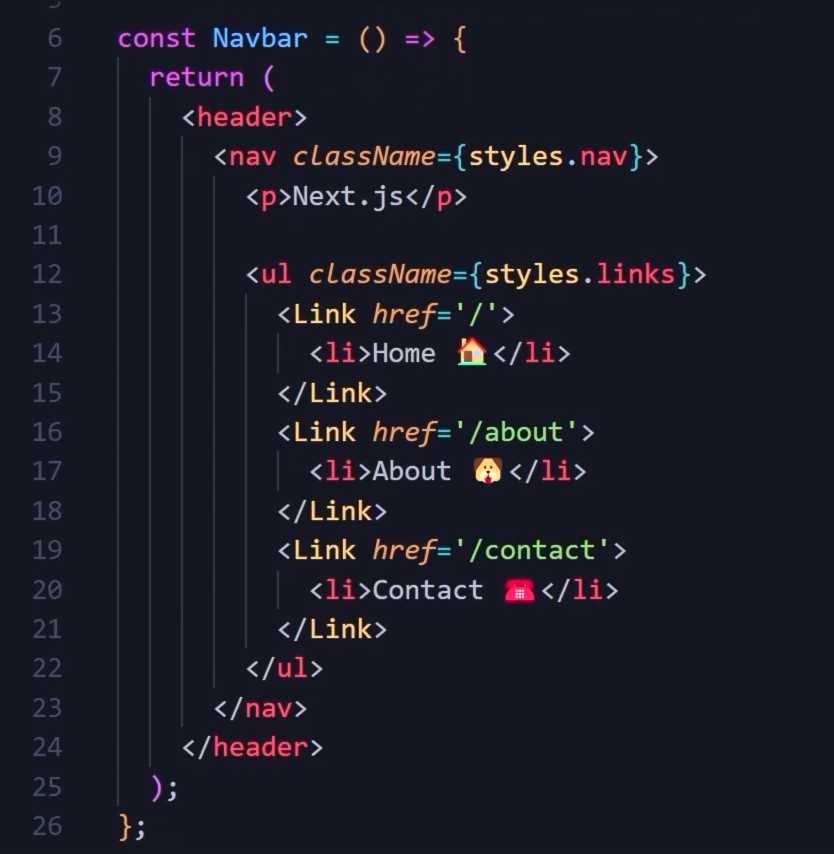 6 const Navbar = () => {
7 return (
8 <header>
9 <nav className={styles.nav}>
10 <p>Next.js</p>
11
12 <ul className={styles.links}>
13 <Link href='/'>
14 <li>Home 🏠</li>
15 </Link>
16 <Link href='/about'>
17 <li>About 🐶</li>
18 </Link>
19 <Link href='/contact'>
20 <li>Contact ☎️</li>
21 </Link>
22 </ul>
23 </nav>
24 </header>
25 );
26 };